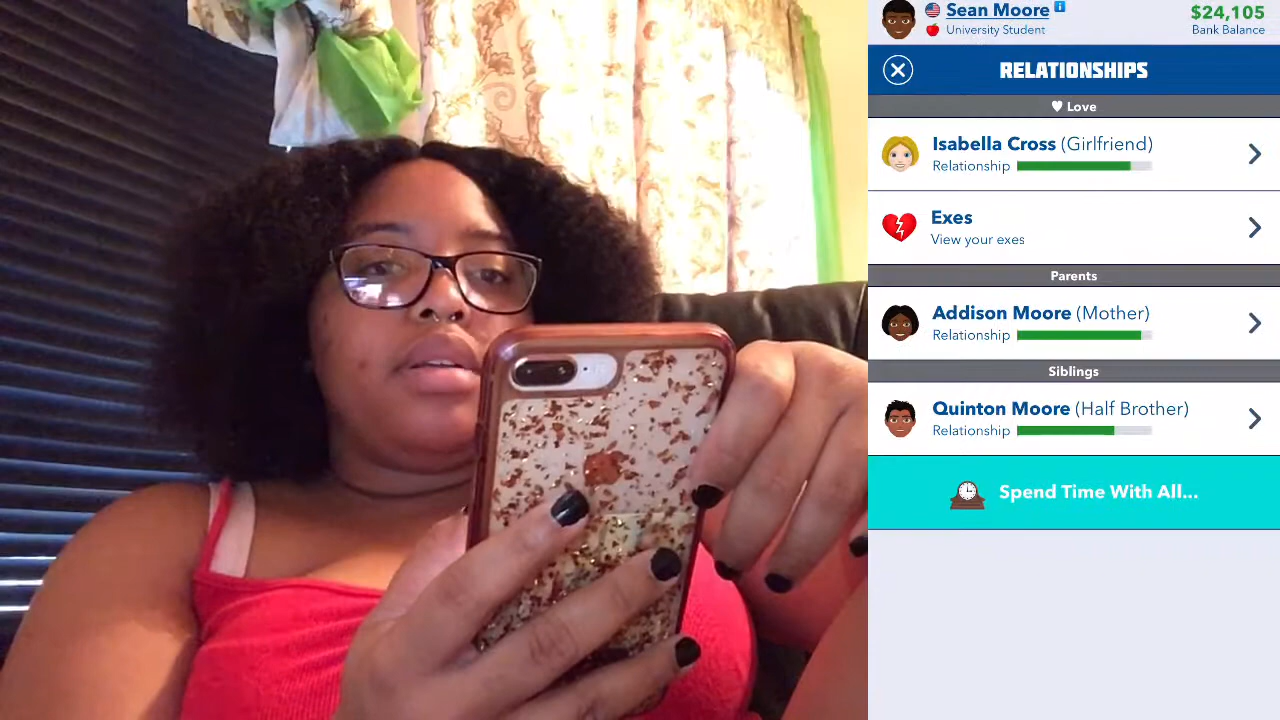 Sean Moore
$24,105
University Student
Bank Balance
RELATIONSHIPS
Love
Isabella Cross (Girlfriend)
Relationship
Exes
View your exes
Parents
Addison Moore (Mother)
Relationship
Siblings
Quinton Moore (Half Brother)
Relationship
Spend Time With All...